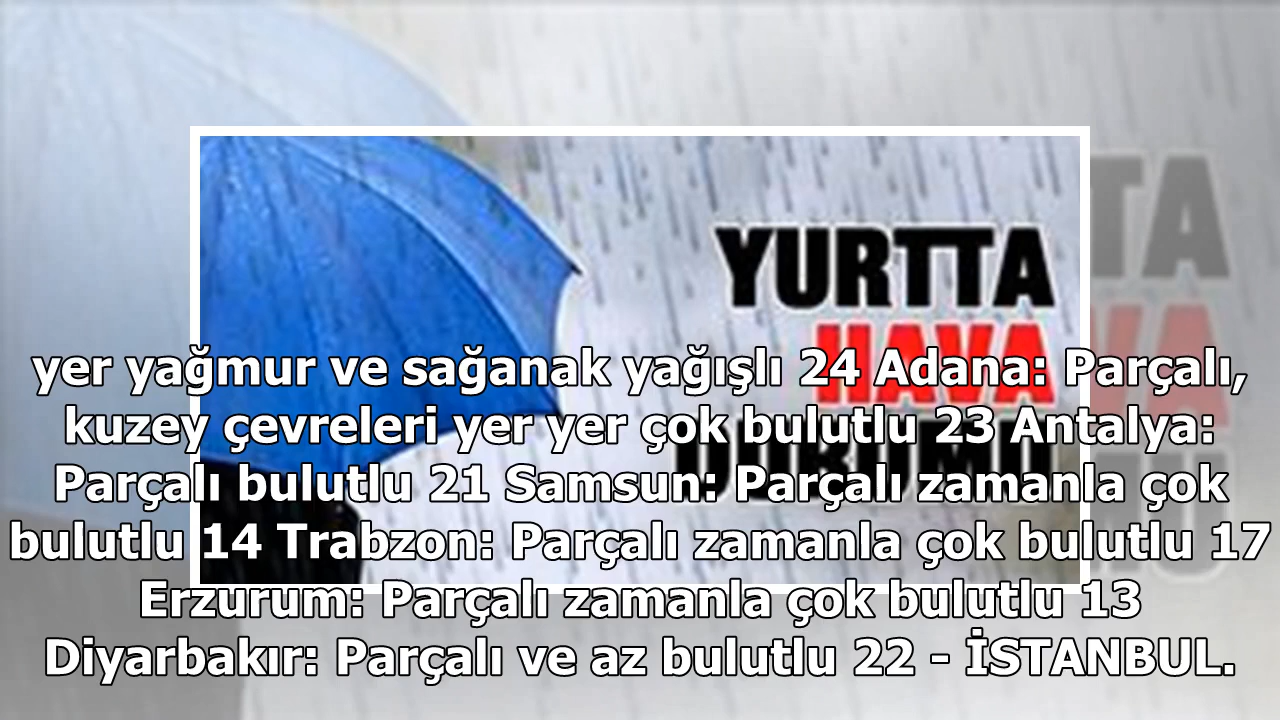 YURTTA
HAVA
DURUMU
yer yağmur ve sağanak yağışlı 24 Adana: Parçalı,
kuzey çevreleri yer yer çok bulutlu 23 Antalya:
Parçalı bulutlu 21 Samsun: Parçalı zamanla çok
bulutlu 14 Trabzon: Parçalı zamanla çok bulutlu 17
Erzurum: Parçalı zamanla çok bulutlu 13
Diyarbakır: Parçalı ve az bulutlu 22 - İSTANBUL.